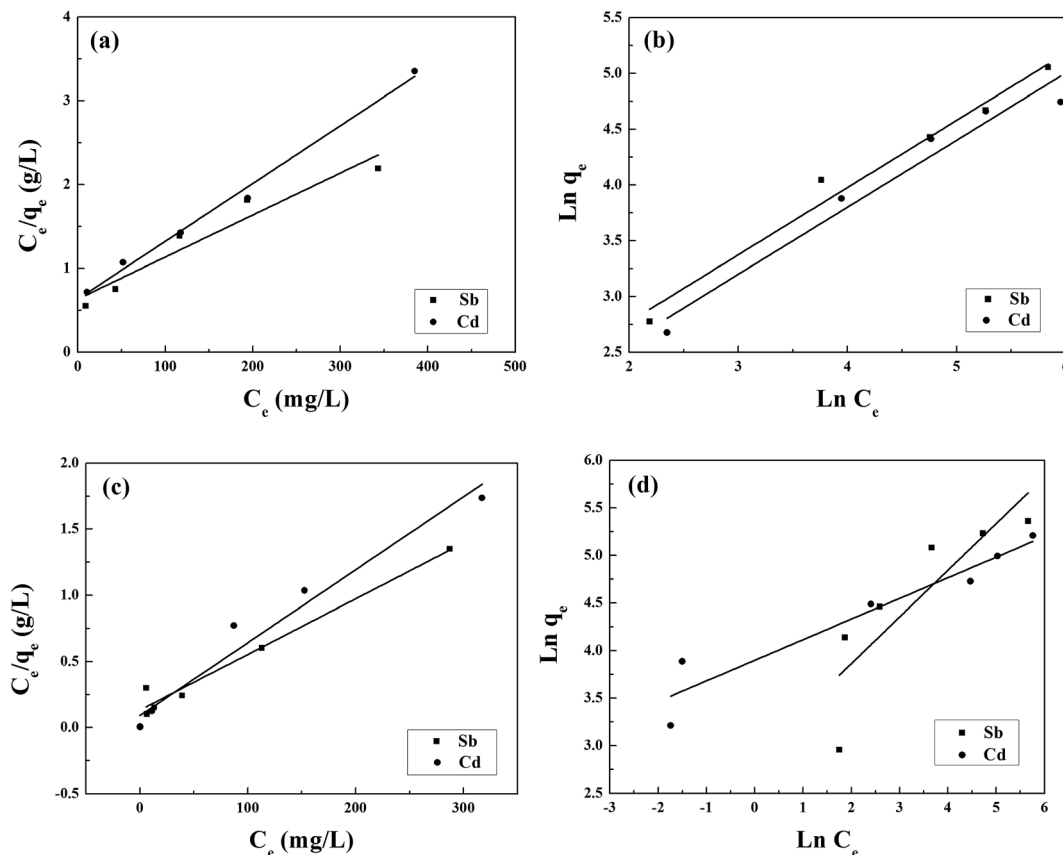 (a)
C_e/q_e (g/L)
4
3
2
1
0
0 100 200 300 400 500
C_e (mg/L)
Sb
Cd
(b)
Ln q_e
5.0
4.5
4.0
3.5
3.0
2.5
2 3 4 5
Ln C_e
Sb
Cd
(c)
C_e/q_e (g/L)
2.0
1.5
1.0
0.5
0.0
-0.5
0 100 200 300
C_e (mg/L)
Sb
Cd
(d)
Ln q_e
6.0
5.5
5.0
4.5
4.0
3.5
3.0
2.5
-3 -2 -1 0 1 2 3 4 5 6
Ln C_e
Sb
Cd